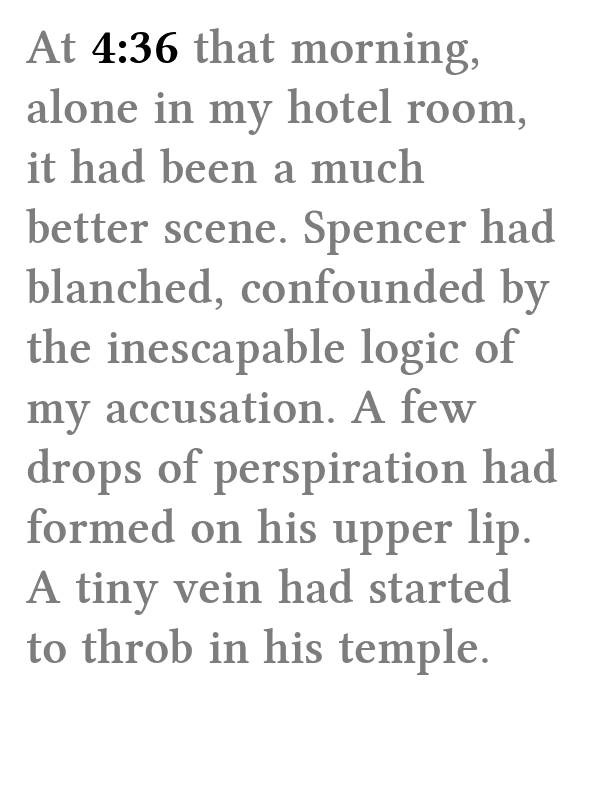 At 4:36 that morning,
alone in my hotel room,
it had been a much
better scene. Spencer had
blanched, confounded by
the inescapable logic of
my accusation. A few
drops of perspiration had
formed on his upper lip.
A tiny vein had started
to throb in his temple.